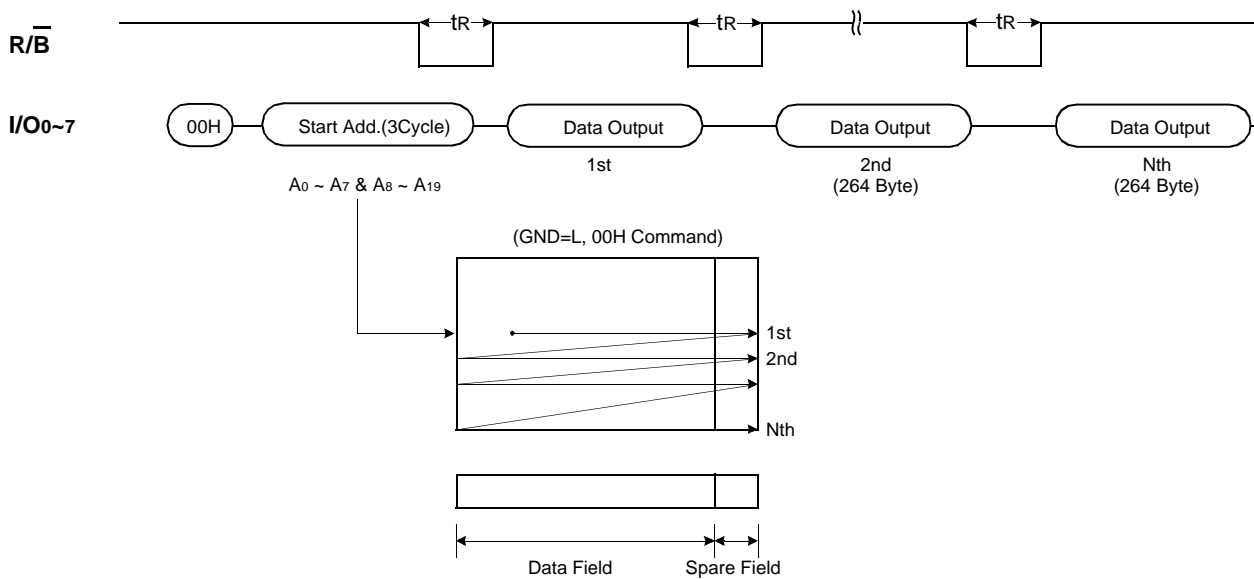 tR tR tR
R/B
I/O0~7 00H Start Add.(3Cycle) Data Output Data Output Data Output
1st 2nd Nth
A0 ~ A7 & A8 ~ A19 (264 Byte) (264 Byte)
(GND=L, 00H Command)
1st
2nd
Nth
Data Field Spare Field